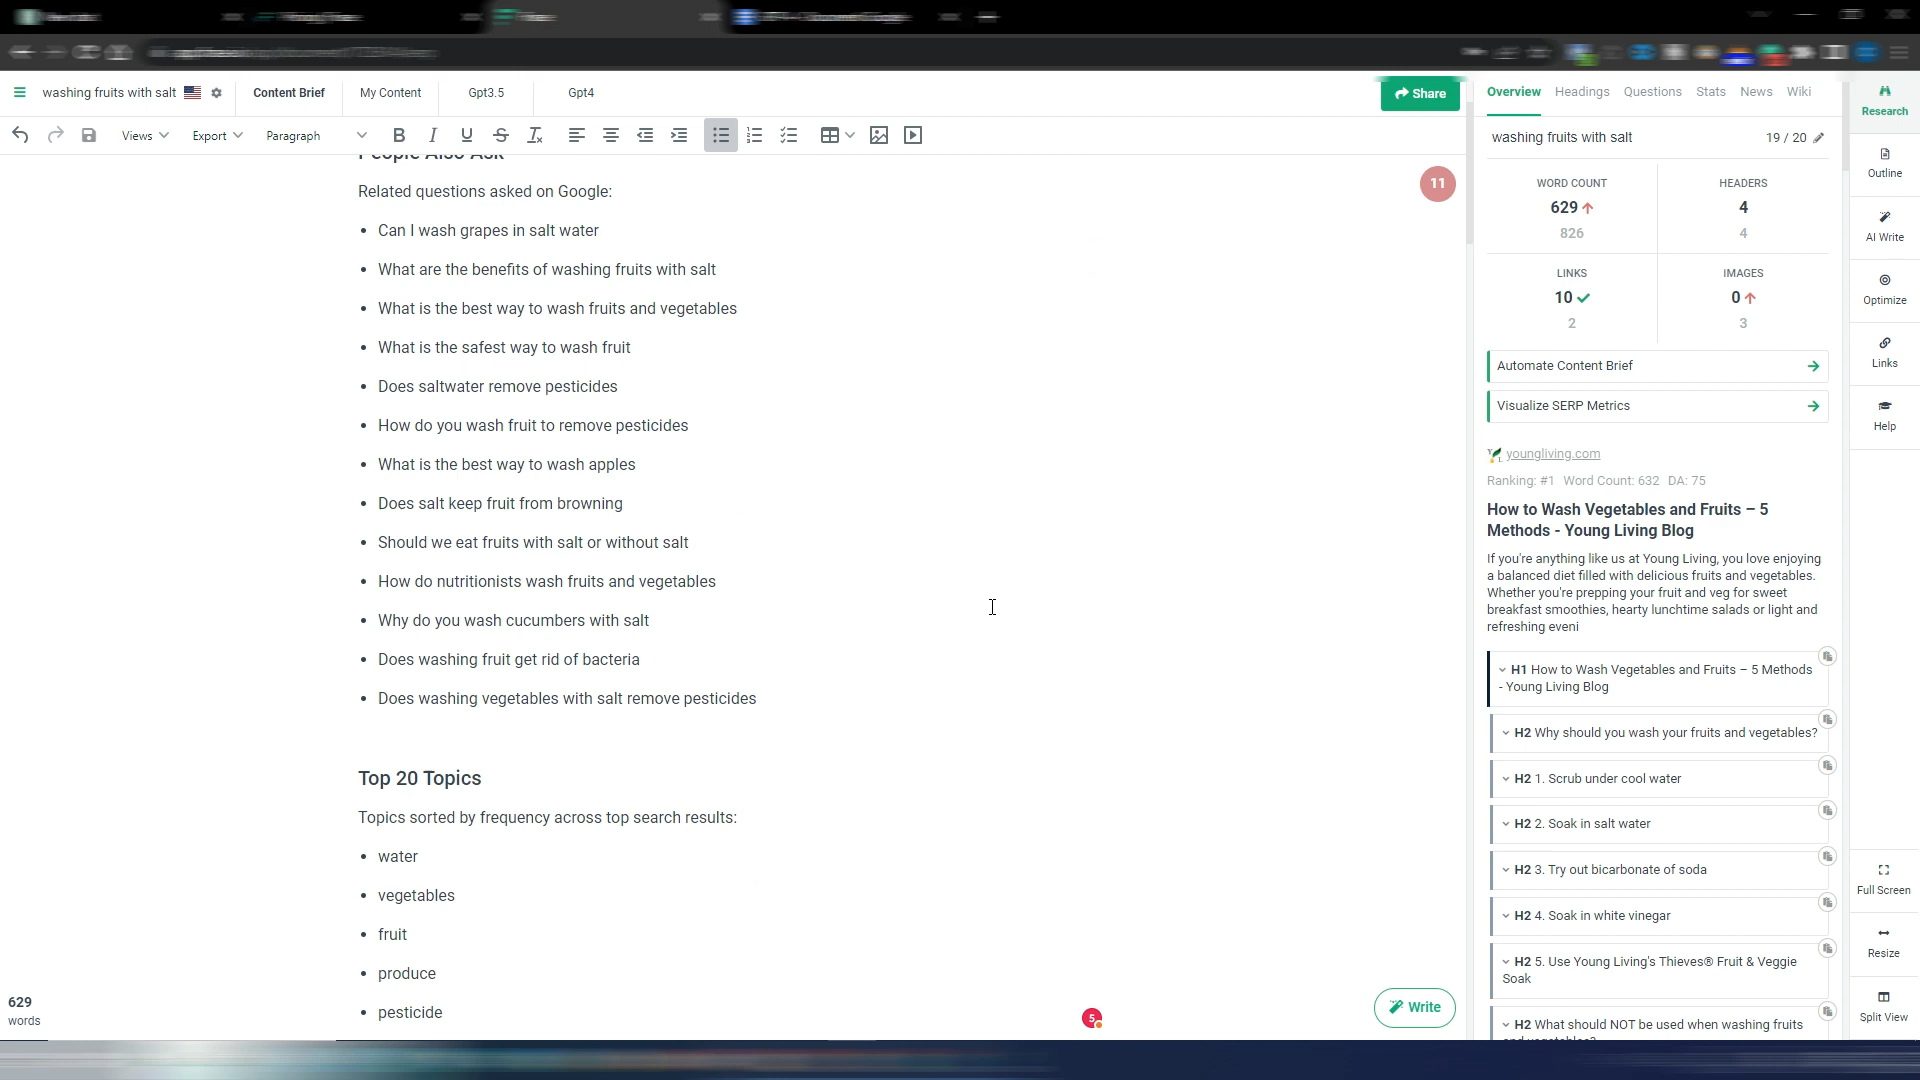 washing fruits with salt
Content Brief
My Content
Gpt3.5
Gpt4
Share
Views
Export
Paragraph
People Also Ask
Related questions asked on Google:
• Can I wash grapes in salt water
• What are the benefits of washing fruits with salt
• What is the best way to wash fruits and vegetables
• What is the safest way to wash fruit
• Does saltwater remove pesticides
• How do you wash fruit to remove pesticides
• What is the best way to wash apples
• Does salt keep fruit from browning
• Should we eat fruits with salt or without salt
• How do nutritionists wash fruits and vegetables
• Why do you wash cucumbers with salt
• Does washing fruit get rid of bacteria
• Does washing vegetables with salt remove pesticides
Top 20 Topics
Topics sorted by frequency across top search results:
• water
• vegetables
• fruit
• produce
• pesticide
629
words
11
5
Write
Overview Headings Questions Stats News Wiki
washing fruits with salt 19 / 20
WORD COUNT
629
826
HEADERS
4
4
LINKS
10
2
IMAGES
0
3
Automate Content Brief
Visualize SERP Metrics
youngliving.com
Ranking: #1 Word Count: 632 DA: 75
How to Wash Vegetables and Fruits – 5
Methods - Young Living Blog
If you're anything like us at Young Living, you love enjoying
a balanced diet filled with delicious fruits and vegetables.
Whether you're prepping your fruit and veg for sweet
breakfast smoothies, hearty lunchtime salads or light and
refreshing eveni
H1 How to Wash Vegetables and Fruits – 5 Methods
- Young Living Blog
H2 Why should you wash your fruits and vegetables?
H2 1. Scrub under cool water
H2 2. Soak in salt water
H2 3. Try out bicarbonate of soda
H2 4. Soak in white vinegar
H2 5. Use Young Living's Thieves® Fruit & Veggie
Soak
H2 What should NOT be used when washing fruits
and vegetables?
Research
Outline
AI Write
Optimize
Links
Help
Full Screen
Resize
Split View